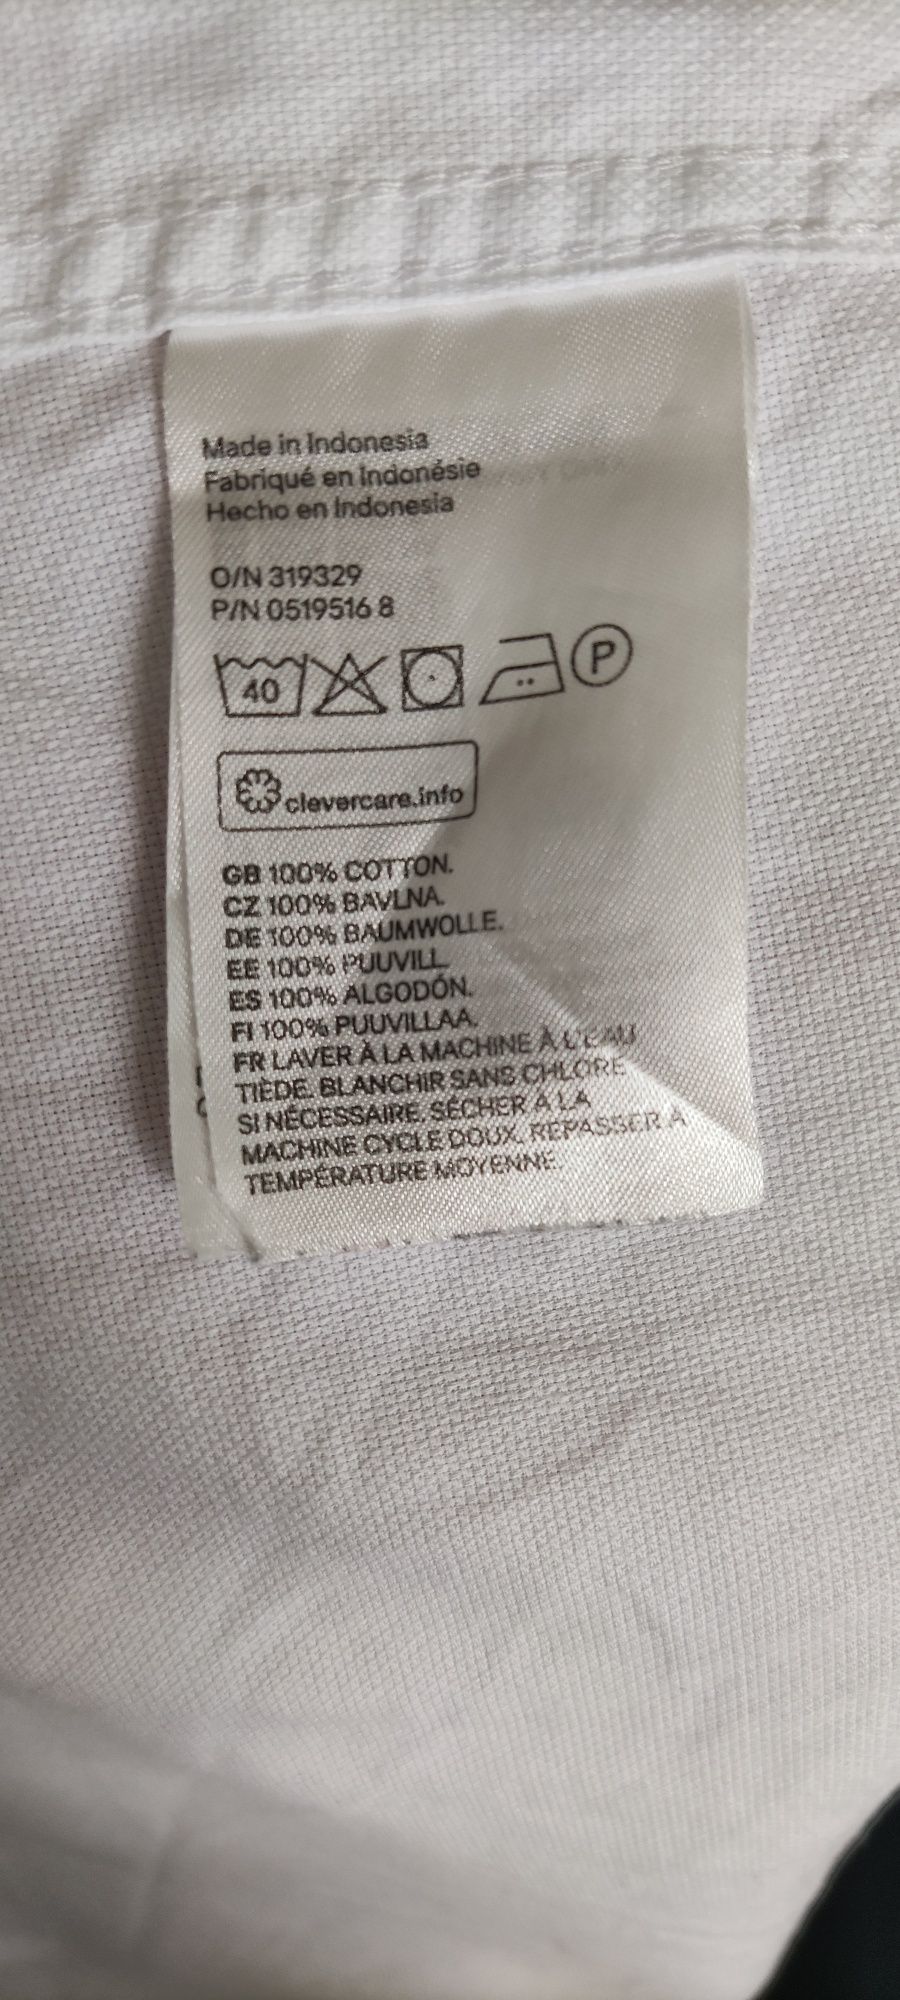 Made in Indonesia
Fabriqué en Indonésie
Hecho en Indonesia
O/N 319329
P/N 0519516 8
40
P
clevercare.info
GB 100% COTTON.
CZ 100% BAVLNA.
DE 100% BAUMWOLLE.
EE 100% PUUVILL
ES 100% ALGODÓN.
FI 100% PUUVILLAA.
FR LAVER À LA MACHINE À L'EAU
TIÈDE. BLANCHIR SANS CHLORE
SI NÉCESSAIRE. SÉCHER À LA
MACHINE CYCLE DOUX. REPASSER À
TEMPÉRATURE MOYENNE.